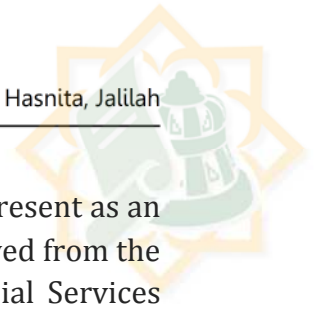 Hasnita, Jalilah
resent as an
ved from the
ial Services